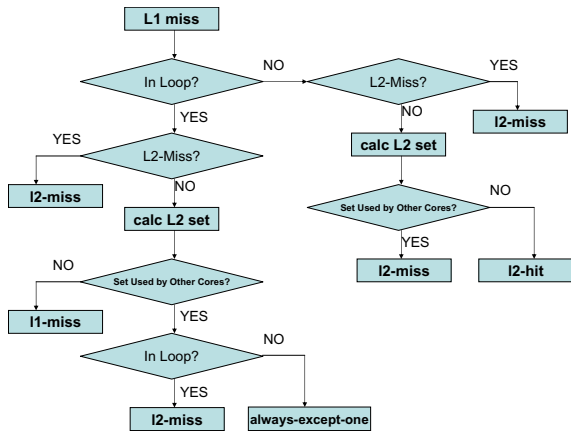 L1 miss
NO
YES
In Loop?
L2-Miss?
YES
NO
l2-miss
YES
L2-Miss?
calc L2 set
NO
l2-miss
NO
calc L2 set
Set Used by Other Cores?
YES
NO
Set Used by Other Cores?
l2-miss
l2-hit
l1-miss
YES
NO
In Loop?
YES
l2-miss
always-except-one